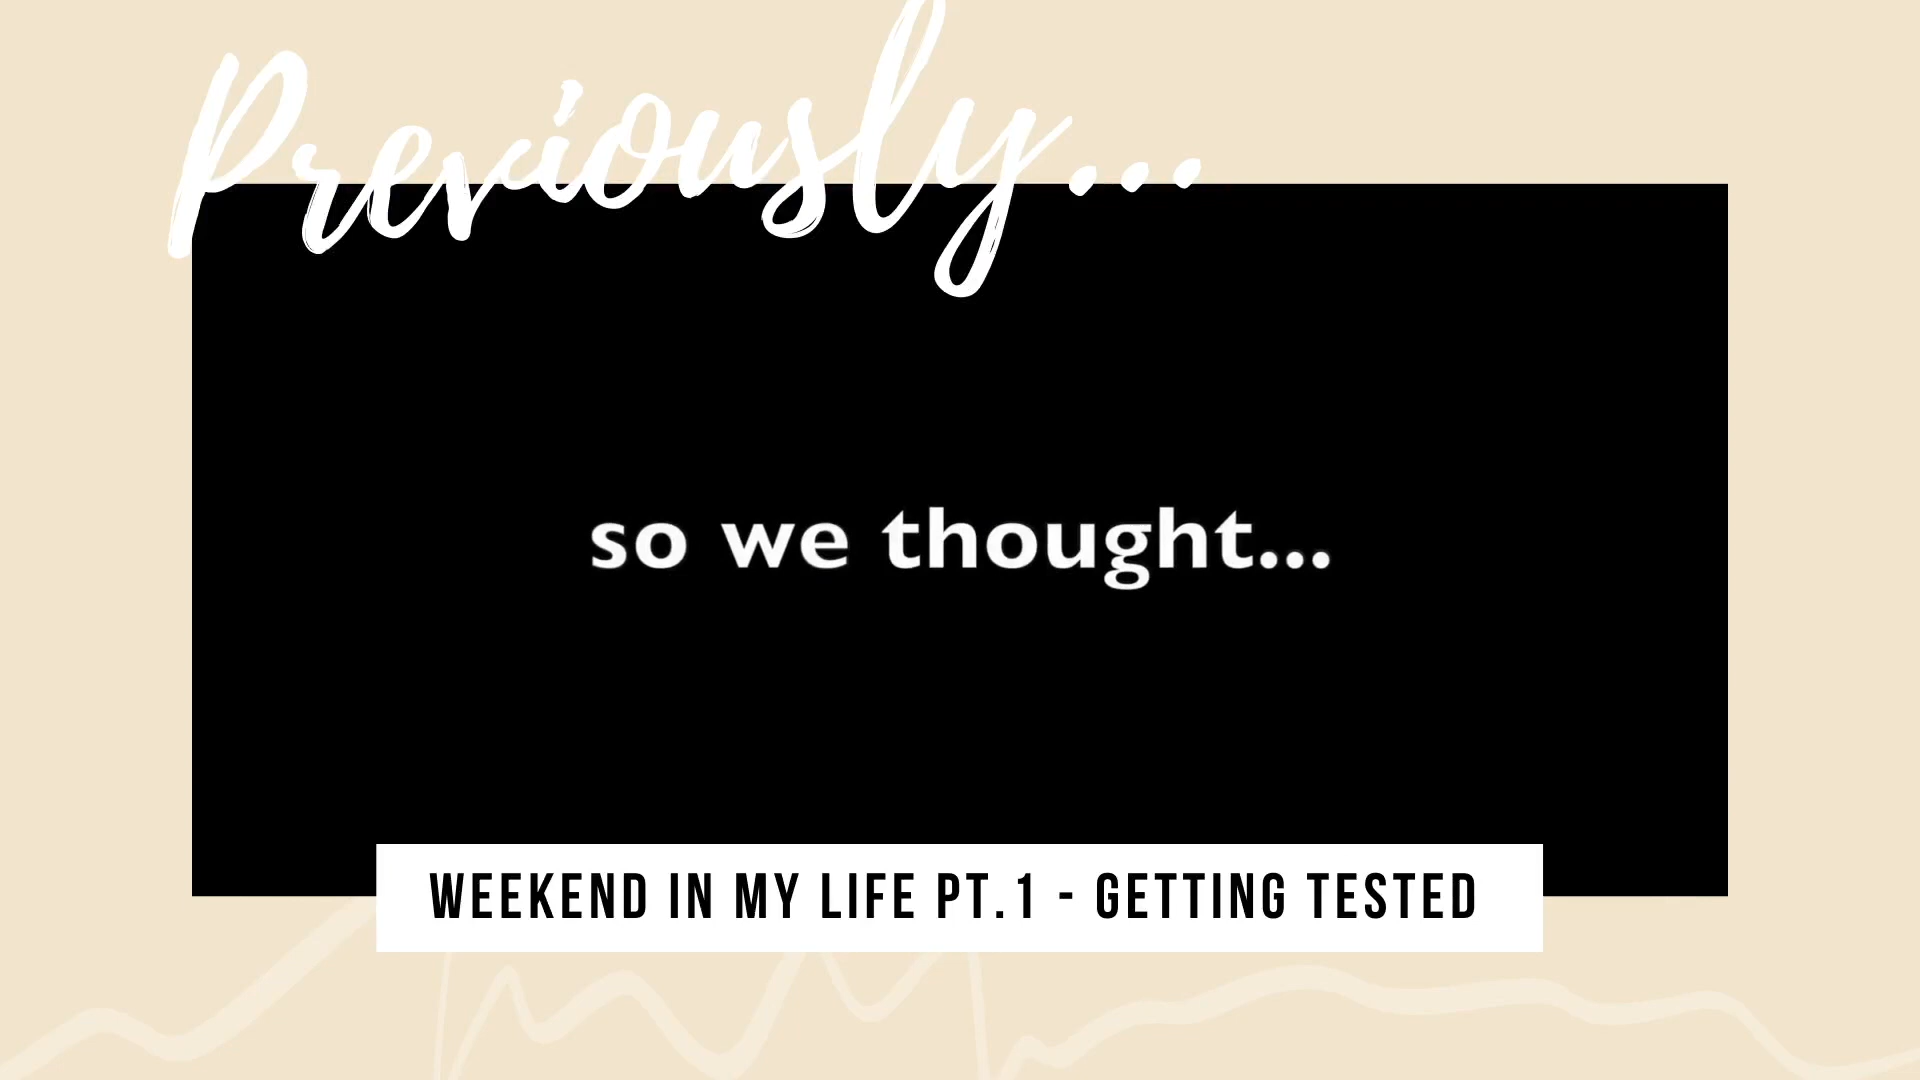 Previously...
so we thought...
WEEKEND IN MY LIFE PT.1 - GETTING TESTED